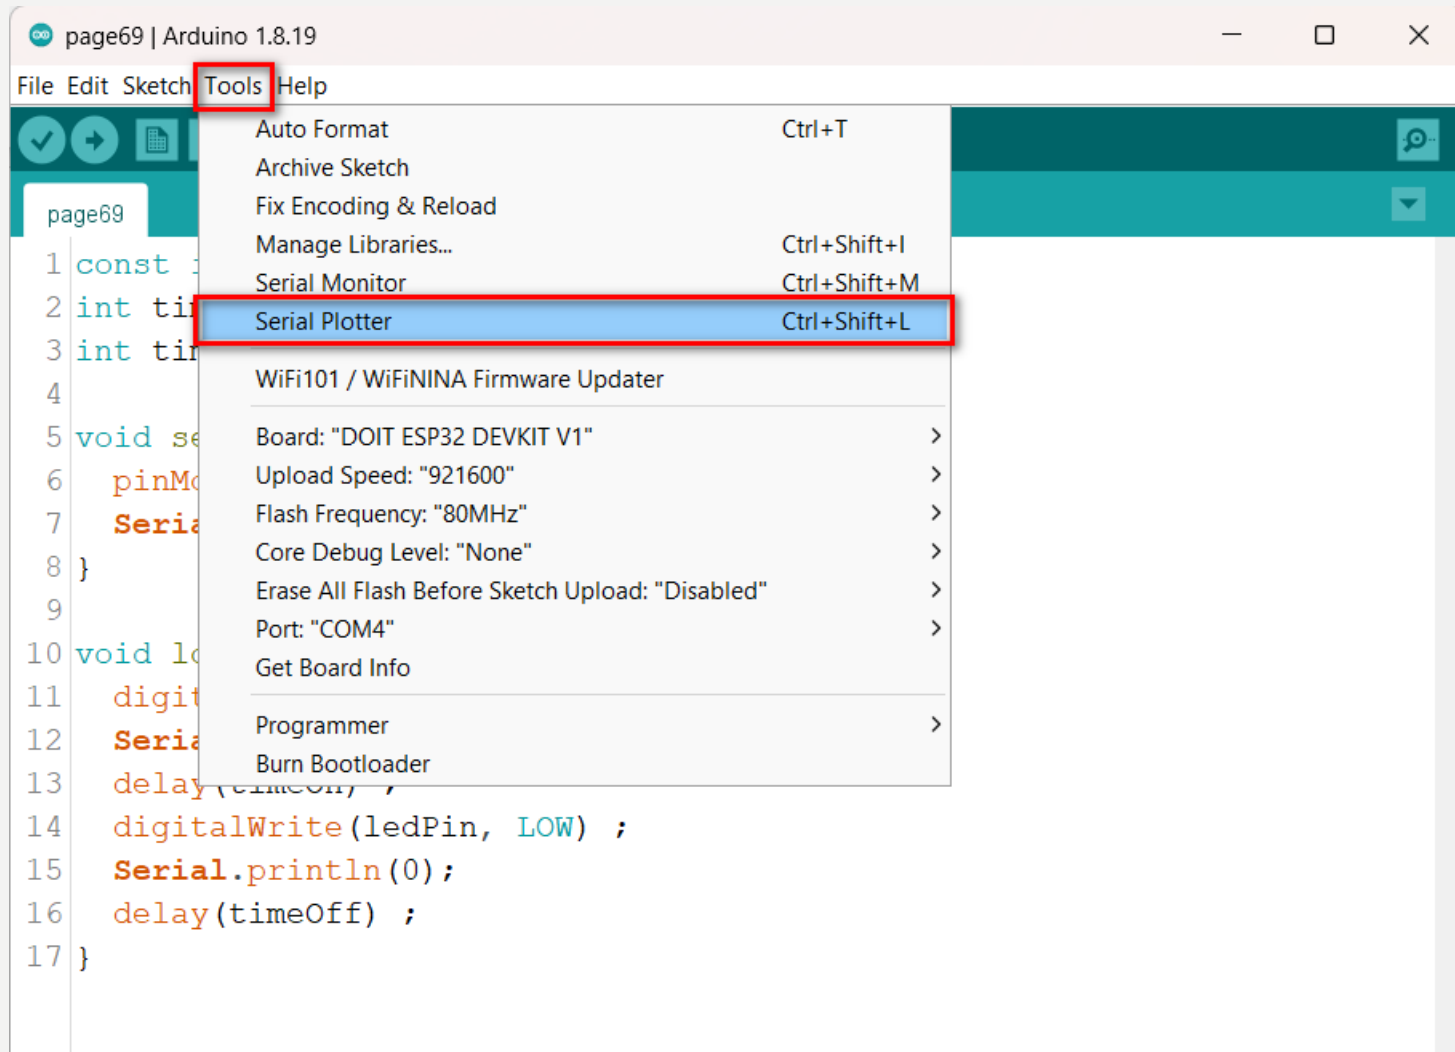 page69 | Arduino 1.8.19
File Edit Sketch Tools Help
Auto Format Ctrl+T
Archive Sketch
Fix Encoding & Reload
Manage Libraries... Ctrl+Shift+I
Serial Monitor Ctrl+Shift+M
Serial Plotter Ctrl+Shift+L
WiFi101 / WiFiNINA Firmware Updater
Board: "DOIT ESP32 DEVKIT V1"
Upload Speed: "921600"
Flash Frequency: "80MHz"
Core Debug Level: "None"
Erase All Flash Before Sketch Upload: "Disabled"
Port: "COM4"
Get Board Info
Programmer
Burn Bootloader
page69
1 const
2 int
3 int
4
5 void
6
7
8 }
9
10 void
11
12
13 delay(timeOn) ;
14 digitalWrite(ledPin, LOW) ;
15 Serial.println(0);
16 delay(timeOff) ;
17 }